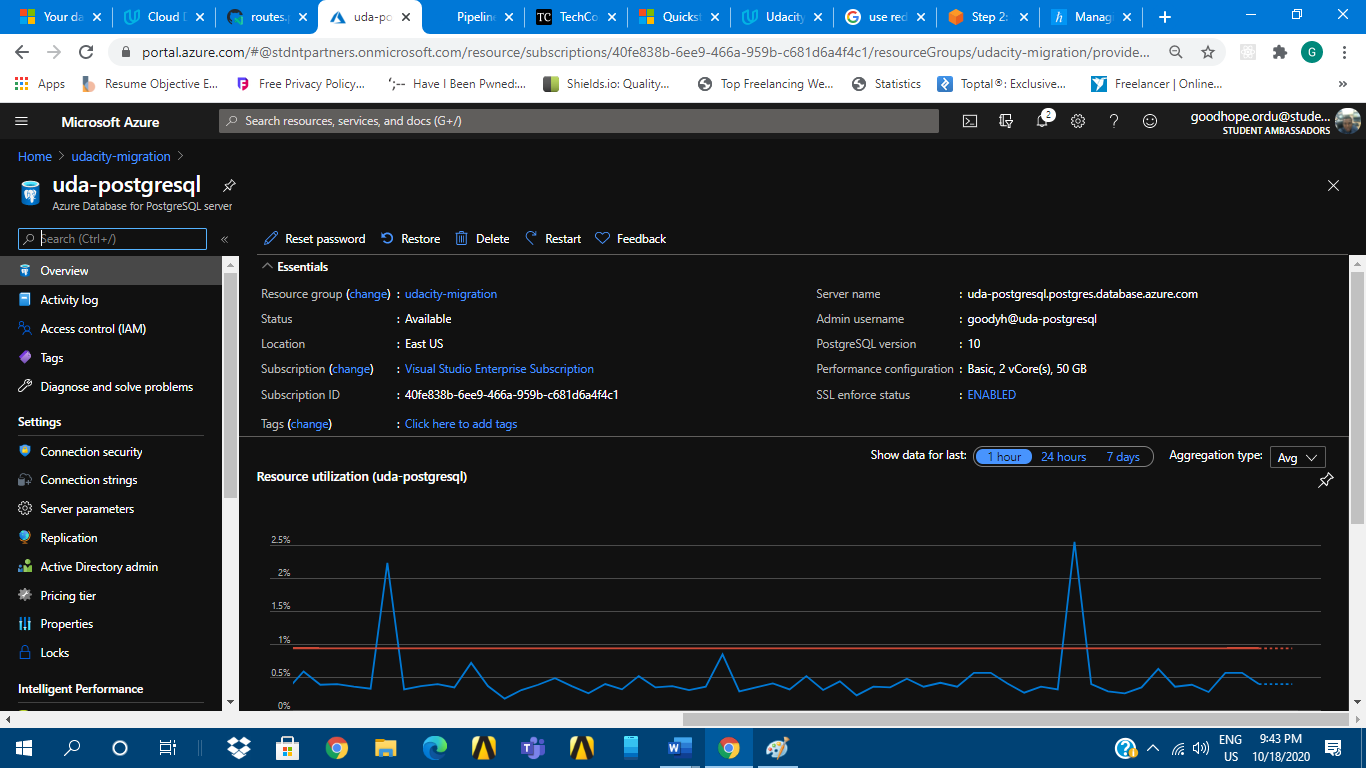 Your da
Cloud D
routes.p
uda-po
Pipelin
TechCo
Quickst
Udacity
use red
Step 2:
Manag
portal.azure.com/#@stdntpartners.onmicrosoft.com/resource/subscriptions/40fe838b-6ee9-466a-959b-c681d6a4f4c1/resourceGroups/udacity-migration/provide...
G
Apps
Resume Objective E...
Free Privacy Policy...
Have I Been Pwned:...
Shields.io: Quality...
Top Freelancing We...
Statistics
Toptal®: Exclusive...
Freelancer | Online...
»
Microsoft Azure
Search resources, services, and docs (G+/)
2
goodhope.ordu@stude...
STUDENT AMBASSADORS
Home > udacity-migration >
uda-postgresql
Azure Database for PostgreSQL server
Search (Ctrl+/)
«
Reset password
Restore
Delete
Restart
Feedback
Overview
Activity log
Access control (IAM)
Tags
Diagnose and solve problems
Settings
Connection security
Connection strings
Server parameters
Replication
Active Directory admin
Pricing tier
Properties
Locks
Intelligent Performance
Essentials
Resource group (change) : udacity-migration
Status : Available
Location : East US
Subscription (change) : Visual Studio Enterprise Subscription
Subscription ID : 40fe838b-6ee9-466a-959b-c681d6a4f4c1
Tags (change) : Click here to add tags
Server name : uda-postgresql.postgres.database.azure.com
Admin username : goodyh@uda-postgresql
PostgreSQL version : 10
Performance configuration : Basic, 2 vCore(s), 50 GB
SSL enforce status : ENABLED
Show data for last: 1 hour 24 hours 7 days Aggregation type: Avg
Resource utilization (uda-postgresql)
2.5%
2%
1.5%
1%
0.5%
0%
ENG
US
9:43 PM
10/18/2020